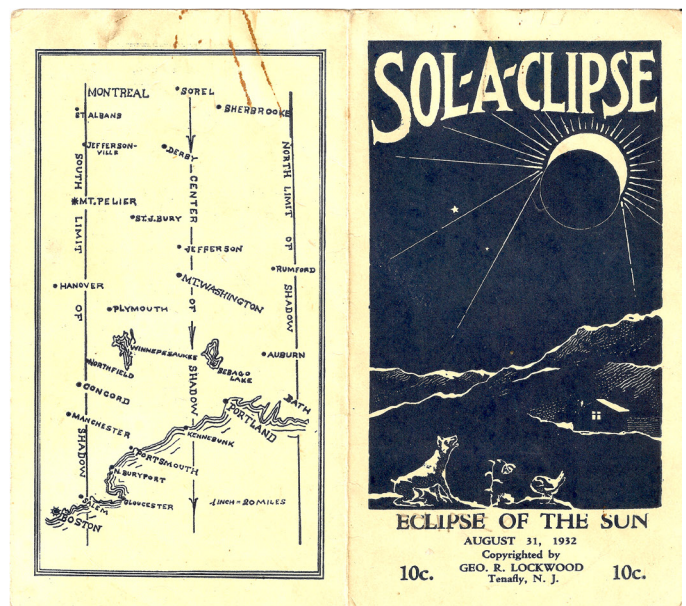 MONTREAL
SOREL
SHERBROOKE
ST. ALBANS
JEFFERSON-
VILLE
DERBY
MT. PELIER
ST. J. BURY
JEFFERSON
RUMFORD
HANOVER
MT. WASHINGTON
PLYMOUTH
WINNEPESAUKEE
SEBAGO
LAKE
AUBURN
NORTHFIELD
CONCORD
BATH
PORTLAND
MANCHESTER
KENNEBUNK
PORTSMOUTH
N. BURYPORT
SALEM
GLOUCESTER
BOSTON
1 INCH = 20 MILES
SOUTH LIMIT OF SHADOW
CENTER OF SHADOW
NORTH LIMIT OF SHADOW
SOL-A-CLIPSE
ECLIPSE OF THE SUN
AUGUST 31, 1932
Copyrighted by
GEO. R. LOCKWOOD
Tenafly, N. J.
10c.
10c.